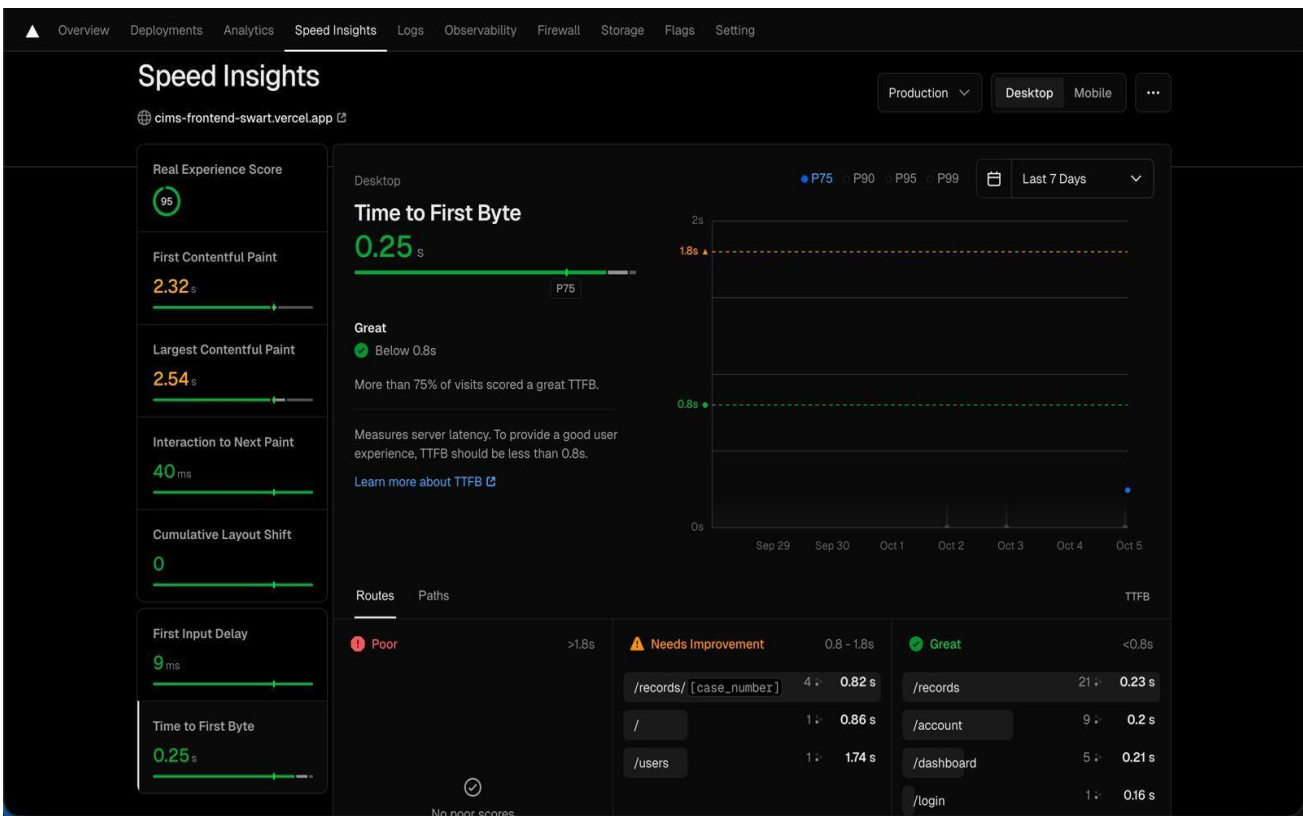 Overview Deployments Analytics Speed Insights Logs Observability Firewall Storage Flags Setting
Speed Insights
cims-frontend-swart.vercel.app
Production Desktop Mobile ...
Real Experience Score
95
First Contentful Paint
2.32 s
Largest Contentful Paint
2.54 s
Interaction to Next Paint
40 ms
Cumulative Layout Shift
0
First Input Delay
9 ms
Time to First Byte
0.25 s
Desktop
Time to First Byte
0.25 s
P75
Great
Below 0.8s
More than 75% of visits scored a great TTFB.
Measures server latency. To provide a good user
experience, TTFB should be less than 0.8s.
Learn more about TTFB
P75 P90 P95 P99 Last 7 Days
2s
1.8s
0.8s
0s
Sep 29 Sep 30 Oct 1 Oct 2 Oct 3 Oct 4 Oct 5
Routes Paths TTFB
Poor >1.8s
No poor scores
Needs Improvement 0.8 - 1.8s
/records/[case_number] 4 0.82 s
/ 1 0.86 s
/users 1 1.74 s
Great <0.8s
/records 21 0.23 s
/account 9 0.2 s
/dashboard 5 0.21 s
/login 1 0.16 s